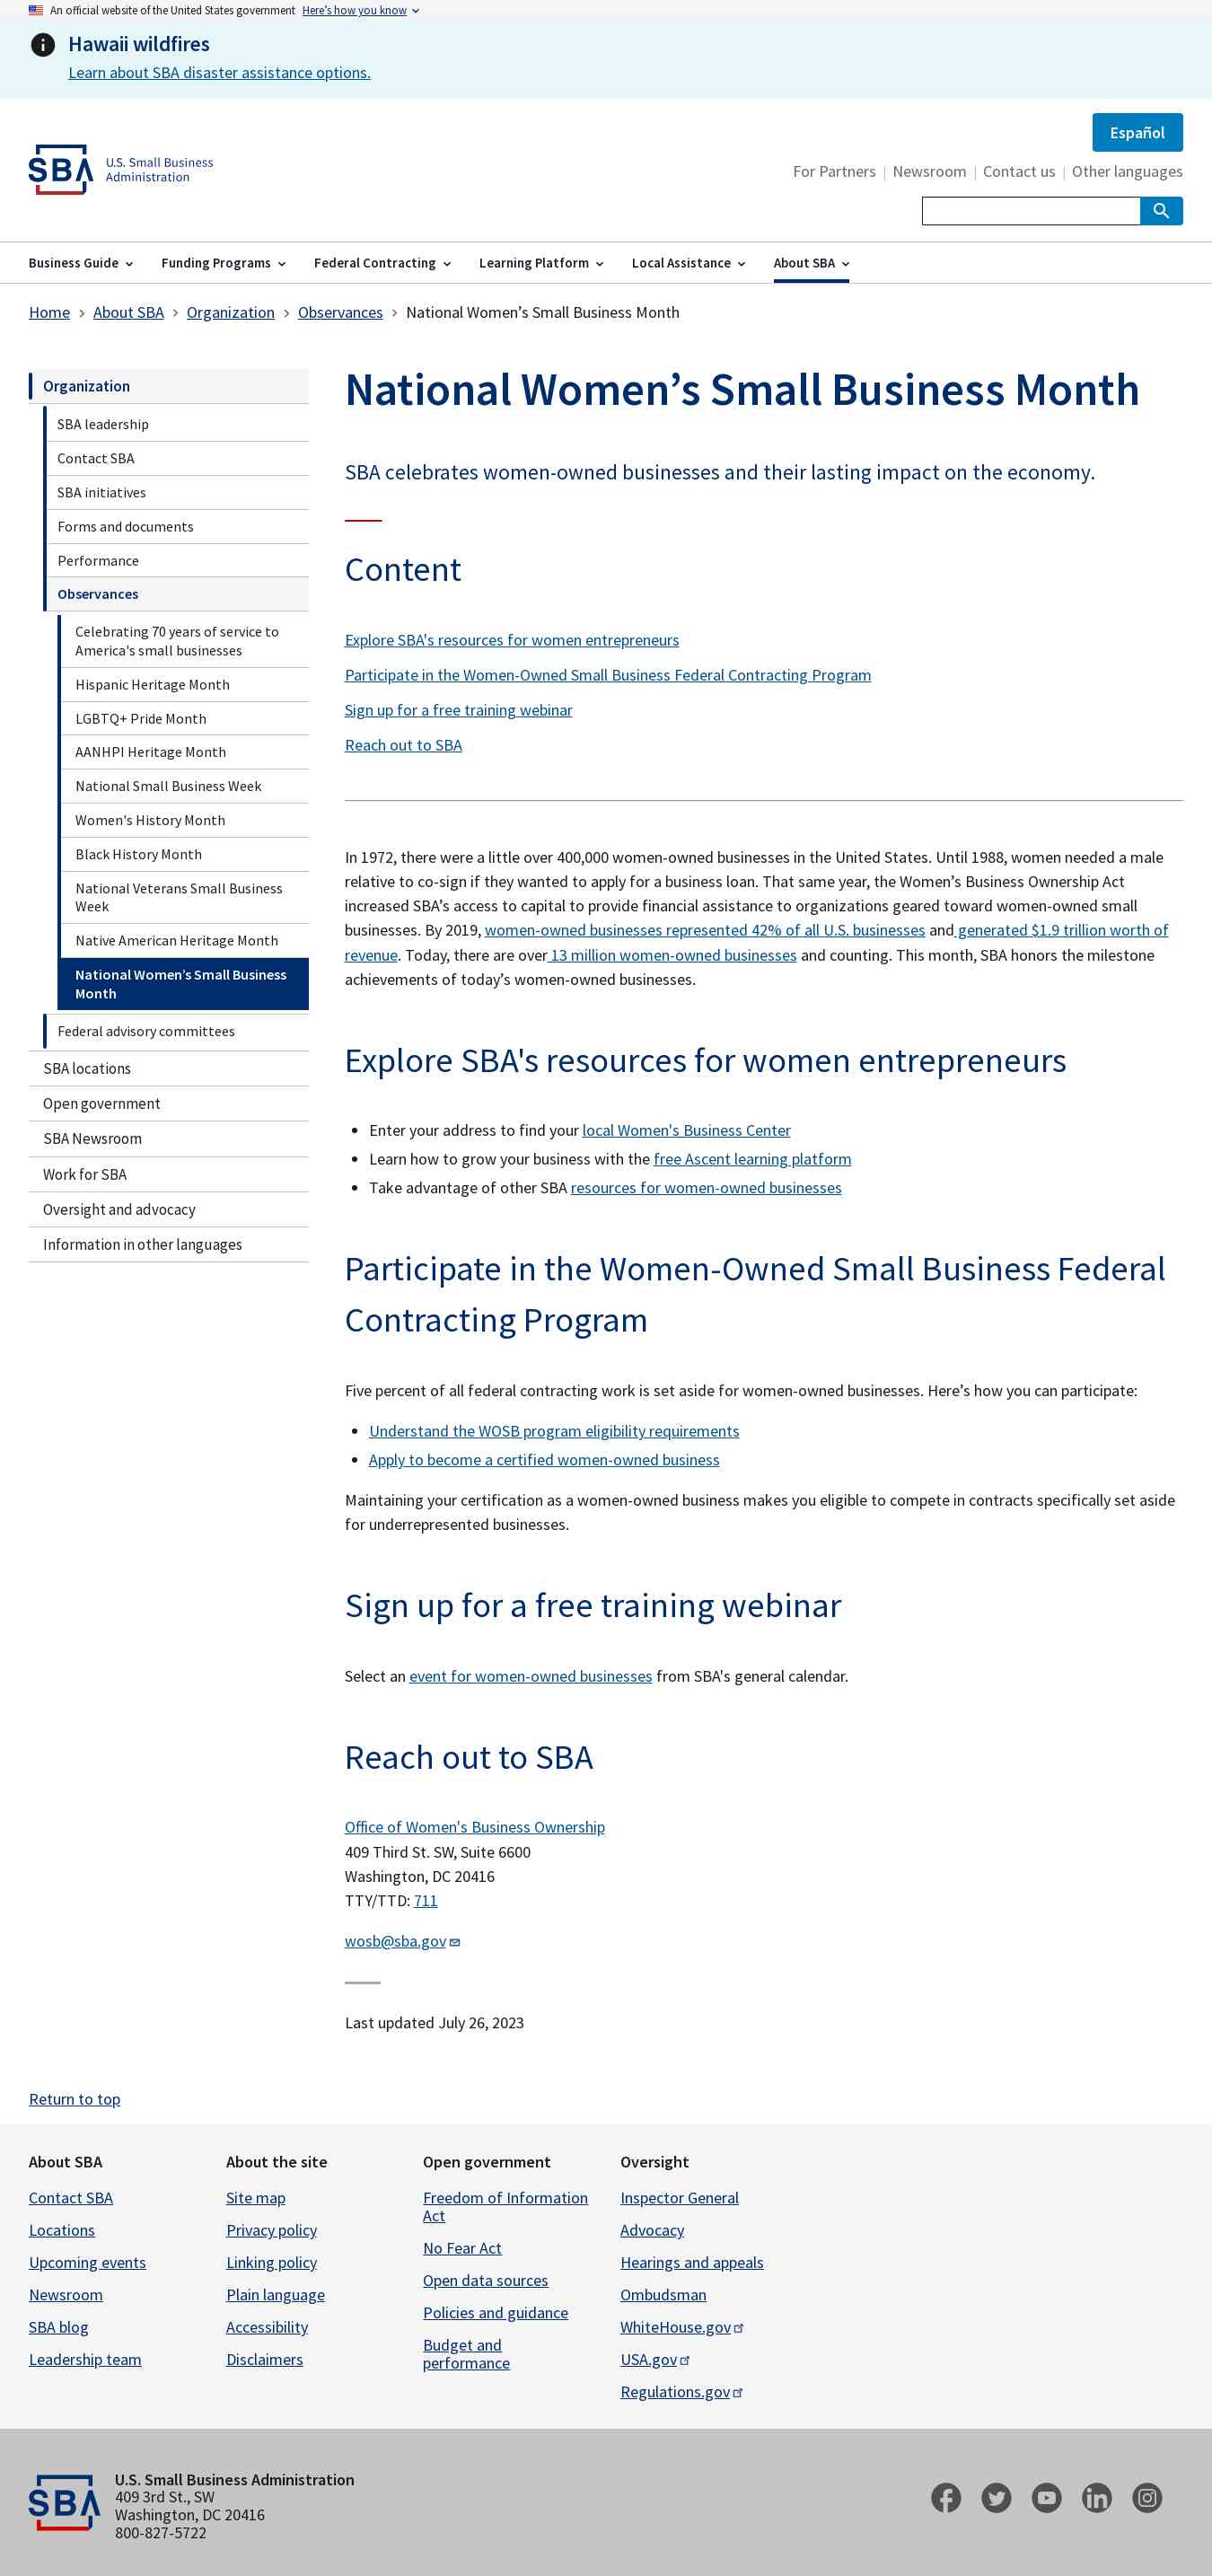 An official website of the United States government Here’s how you know
Hawaii wildfires
Learn about SBA disaster assistance options.
Español
SBA
U.S. Small Business
Administration
For Partners | Newsroom | Contact us | Other languages
Business Guide Funding Programs Federal Contracting Learning Platform Local Assistance About SBA
Home About SBA Organization Observances National Women’s Small Business Month
Organization
SBA leadership
Contact SBA
SBA initiatives
Forms and documents
Performance
Observances
Celebrating 70 years of service to
America's small businesses
Hispanic Heritage Month
LGBTQ+ Pride Month
AANHPI Heritage Month
National Small Business Week
Women's History Month
Black History Month
National Veterans Small Business
Week
Native American Heritage Month
National Women’s Small Business
Month
Federal advisory committees
SBA locations
Open government
SBA Newsroom
Work for SBA
Oversight and advocacy
Information in other languages
National Women’s Small Business Month
SBA celebrates women-owned businesses and their lasting impact on the economy.
Content
Explore SBA's resources for women entrepreneurs
Participate in the Women-Owned Small Business Federal Contracting Program
Sign up for a free training webinar
Reach out to SBA
In 1972, there were a little over 400,000 women-owned businesses in the United States. Until 1988, women needed a male
relative to co-sign if they wanted to apply for a business loan. That same year, the Women’s Business Ownership Act
increased SBA’s access to capital to provide financial assistance to organizations geared toward women-owned small
businesses. By 2019, women-owned businesses represented 42% of all U.S. businesses and generated $1.9 trillion worth of
revenue. Today, there are over 13 million women-owned businesses and counting. This month, SBA honors the milestone
achievements of today’s women-owned businesses.
Explore SBA's resources for women entrepreneurs
Enter your address to find your local Women's Business Center
Learn how to grow your business with the free Ascent learning platform
Take advantage of other SBA resources for women-owned businesses
Participate in the Women-Owned Small Business Federal
Contracting Program
Five percent of all federal contracting work is set aside for women-owned businesses. Here’s how you can participate:
Understand the WOSB program eligibility requirements
Apply to become a certified women-owned business
Maintaining your certification as a women-owned business makes you eligible to compete in contracts specifically set aside
for underrepresented businesses.
Sign up for a free training webinar
Select an event for women-owned businesses from SBA's general calendar.
Reach out to SBA
Office of Women's Business Ownership
409 Third St. SW, Suite 6600
Washington, DC 20416
TTY/TTD: 711
wosb@sba.gov
Last updated July 26, 2023
Return to top
About SBA
Contact SBA
Locations
Upcoming events
Newsroom
SBA blog
Leadership team
About the site
Site map
Privacy policy
Linking policy
Plain language
Accessibility
Disclaimers
Open government
Freedom of Information
Act
No Fear Act
Open data sources
Policies and guidance
Budget and
performance
Oversight
Inspector General
Advocacy
Hearings and appeals
Ombudsman
WhiteHouse.gov
USA.gov
Regulations.gov
SBA
U.S. Small Business Administration
409 3rd St., SW
Washington, DC 20416
800-827-5722